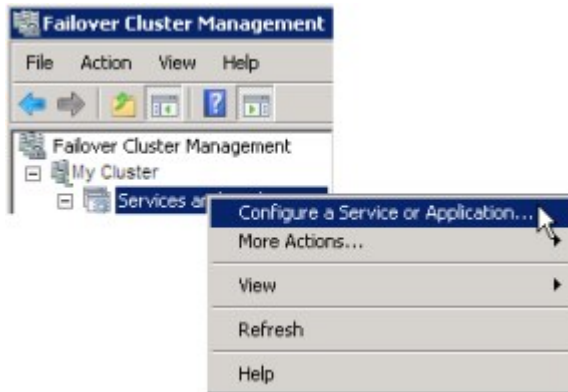 Failover Cluster Management
File Action View Help
Failover Cluster Management
My Cluster
Services a
Configure a Service or Application...
More Actions...
View
Refresh
Help